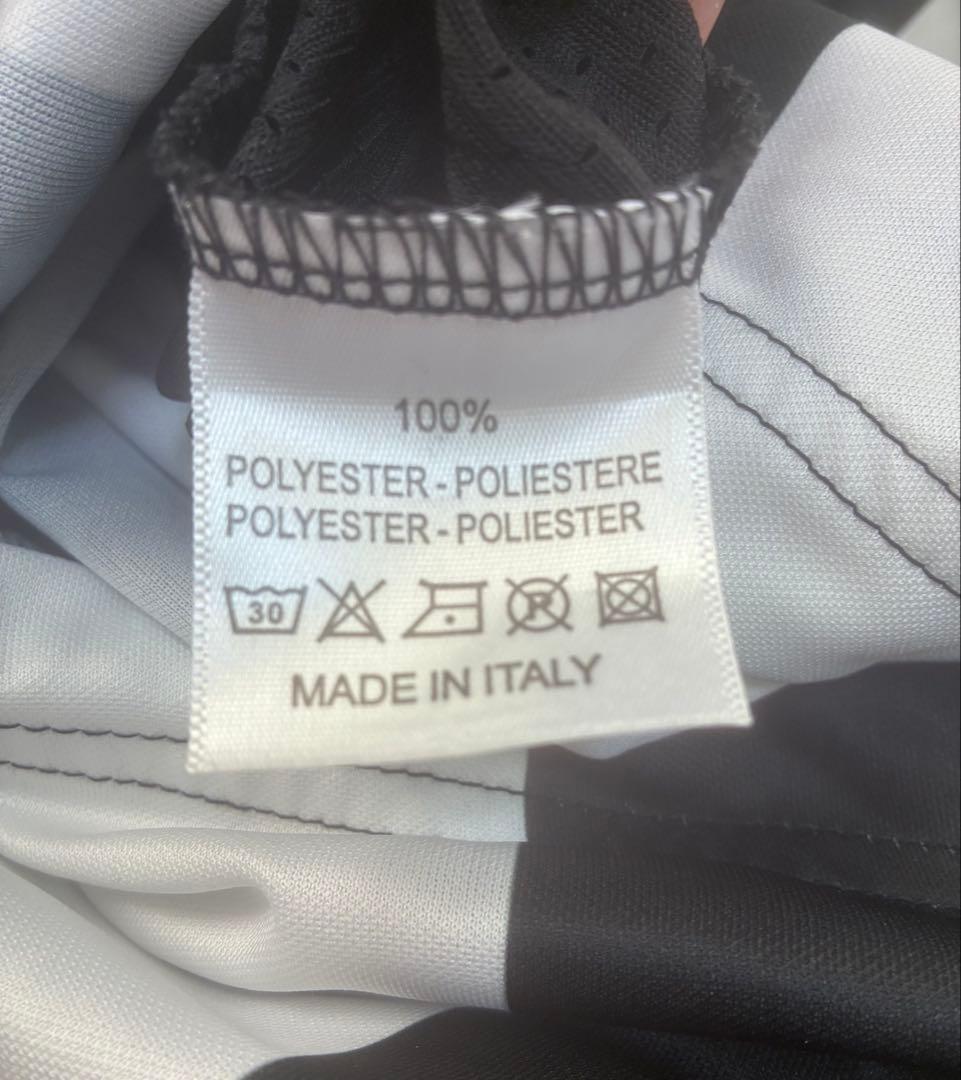 100%
POLYESTER - POLIESTERE
POLYESTER - POLIESTER
30 R
MADE IN ITALY